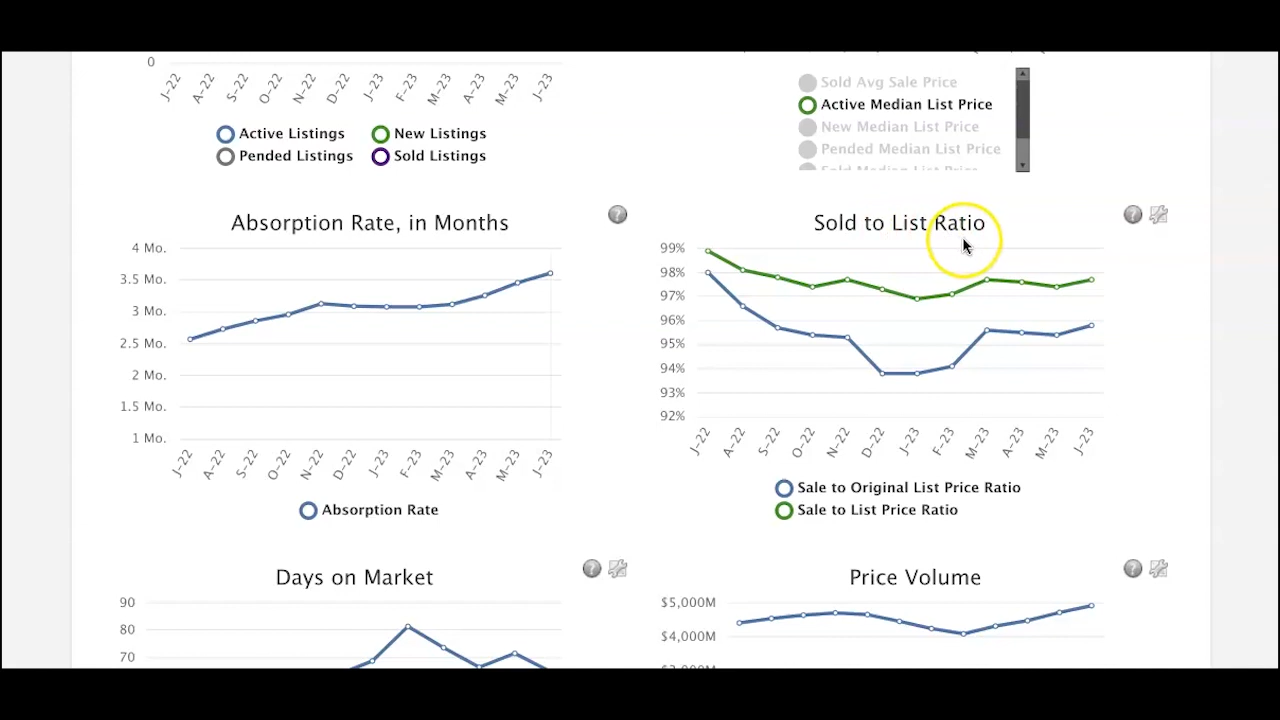 0
J-22 A-22 S-22 O-22 N-22 D-22 J-23 F-23 M-23 A-23 M-23 J-23
Active Listings New Listings
Pended Listings Sold Listings
Sold Avg Sale Price
Active Median List Price
New Median List Price
Pended Median List Price
Sold Median List Price
Absorption Rate, in Months
?
4 Mo.
3.5 Mo.
3 Mo.
2.5 Mo.
2 Mo.
1.5 Mo.
1 Mo.
J-22 A-22 S-22 O-22 N-22 D-22 J-23 F-23 M-23 A-23 M-23 J-23
Absorption Rate
Sold to List Ratio
?
99%
98%
97%
96%
95%
94%
93%
92%
J-22 A-22 S-22 O-22 N-22 D-22 J-23 F-23 M-23 A-23 M-23 J-23
Sale to Original List Price Ratio
Sale to List Price Ratio
Days on Market
?
90
80
70
Price Volume
?
$5,000M
$4,000M